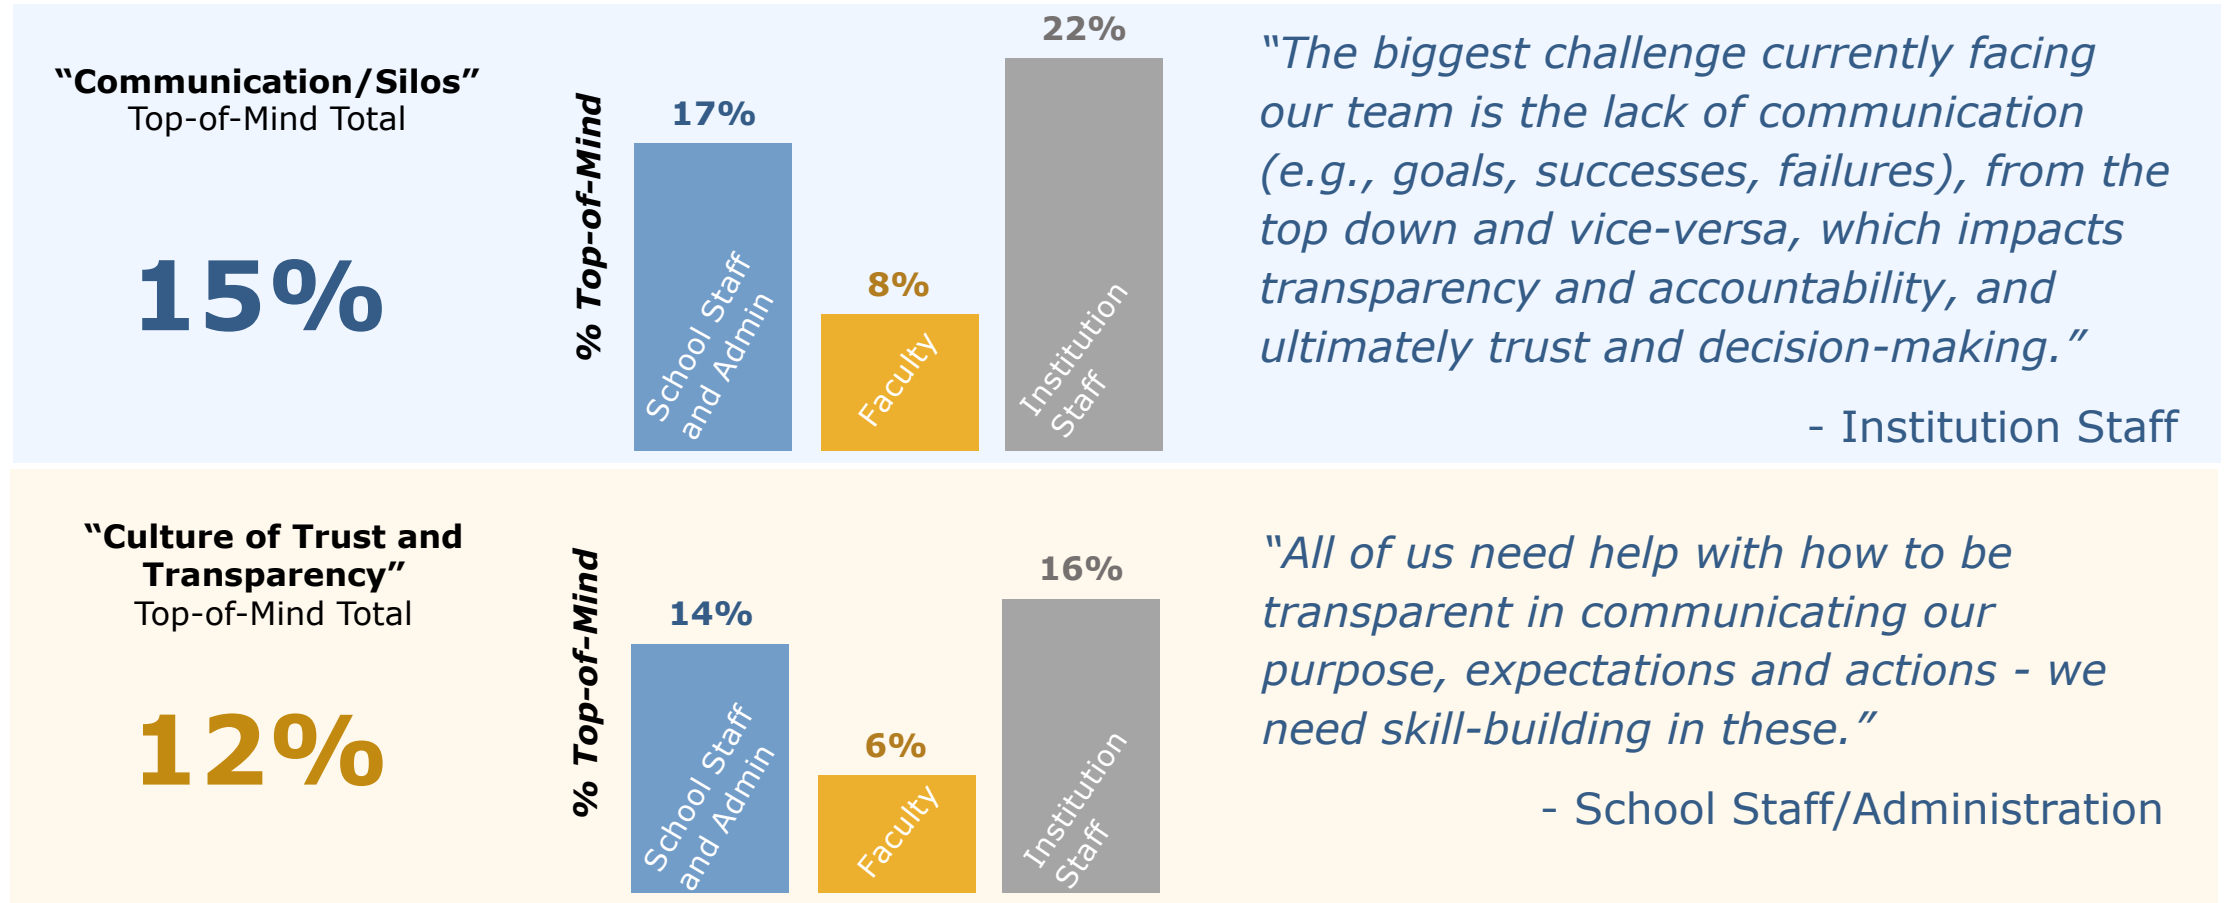 “Communication/Silos”
Top-of-Mind Total
15%
% Top-of-Mind
17%
School Staff
and Admin
8%
Faculty
22%
Institution
Staff
“The biggest challenge currently facing
our team is the lack of communication
(e.g., goals, successes, failures), from the
top down and vice-versa, which impacts
transparency and accountability, and
ultimately trust and decision-making.”
- Institution Staff
“Culture of Trust and
Transparency”
Top-of-Mind Total
12%
% Top-of-Mind
14%
School Staff
and Admin
6%
Faculty
16%
Institution
Staff
“All of us need help with how to be
transparent in communicating our
purpose, expectations and actions - we
need skill-building in these.”
- School Staff/Administration